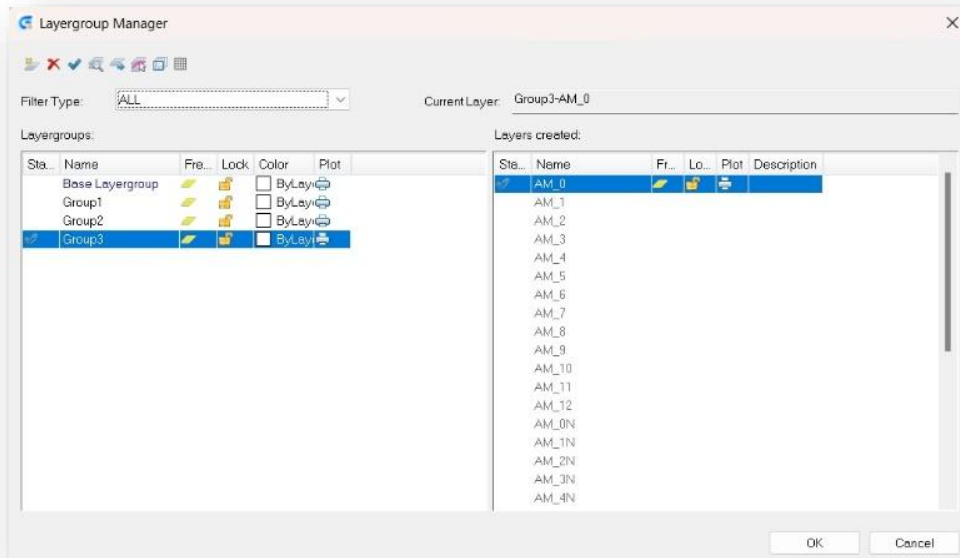 Layergroup Manager
Filter Type: ALL Current Layer: Group3-AM_0
Layergroups: Layers created:
Sta... Name Fre... Lock Color Plot Sta... Name Fr... Lo... Plot Description
Base Layergroup ByLay AM_0
Group1 ByLay AM_1
Group2 ByLay AM_2
Group3 ByLay AM_3
AM_4
AM_5
AM_6
AM_7
AM_8
AM_9
AM_10
AM_11
AM_12
AM_0N
AM_1N
AM_2N
AM_3N
AM_4N
OK Cancel